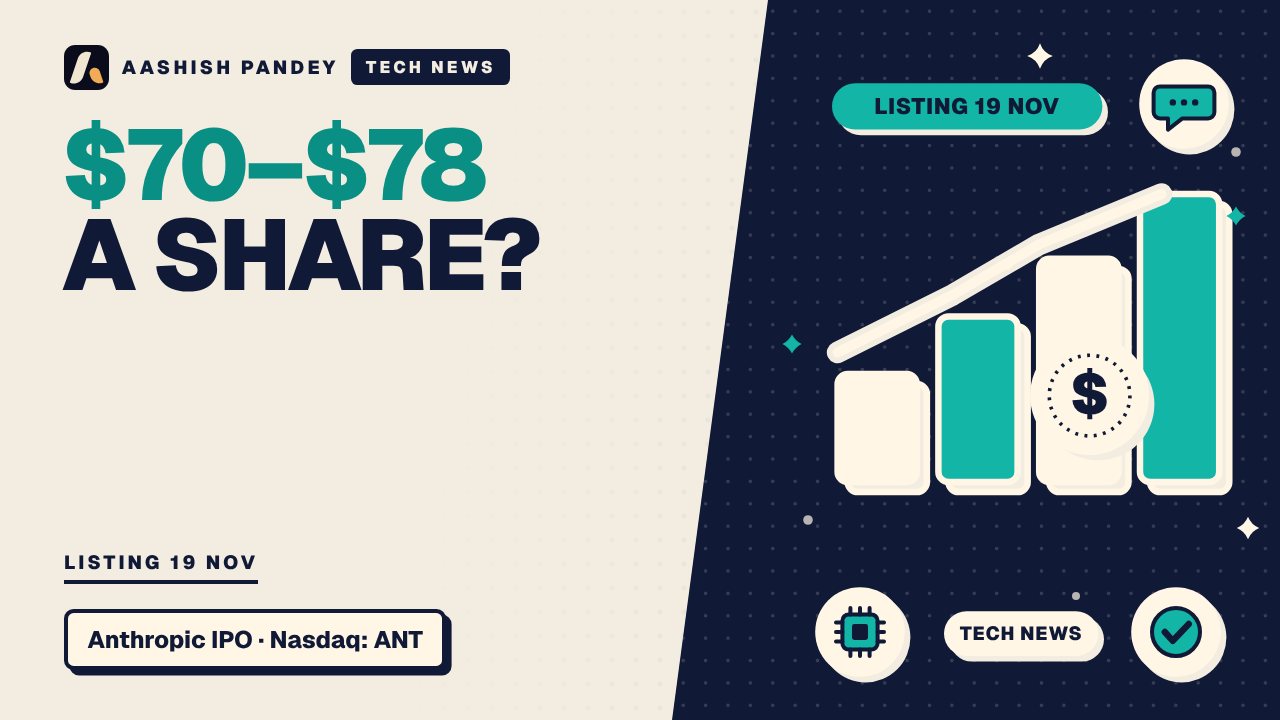 AASHISH PANDEY
TECH NEWS
$70–$78
A SHARE?
LISTING 19 NOV
Anthropic IPO · Nasdaq: ANT
LISTING 19 NOV
$
TECH NEWS